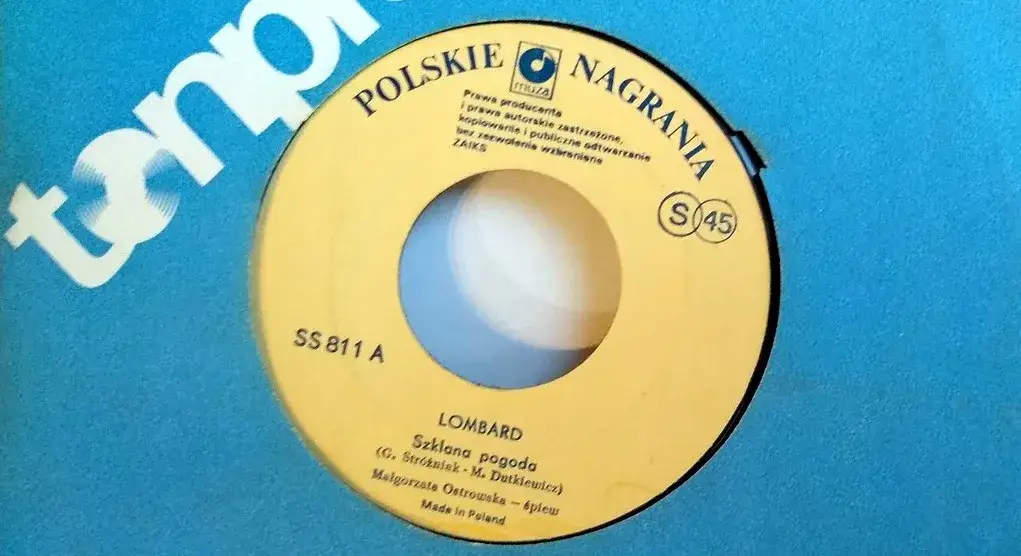 tonpr
POLSKIE NAGRANIA
muza
Prawa producenta
i prawa autorskie zastrzeżone,
kopiowanie i publiczne odtwarzanie
bez zezwolenia wzbronione
ZAIKS
S 45
SS 811 A
LOMBARD
Szklana pogoda
(G. Stróżniak - M. Dutkiewicz)
Małgorzata Ostrowska — śpiew
Made in Poland